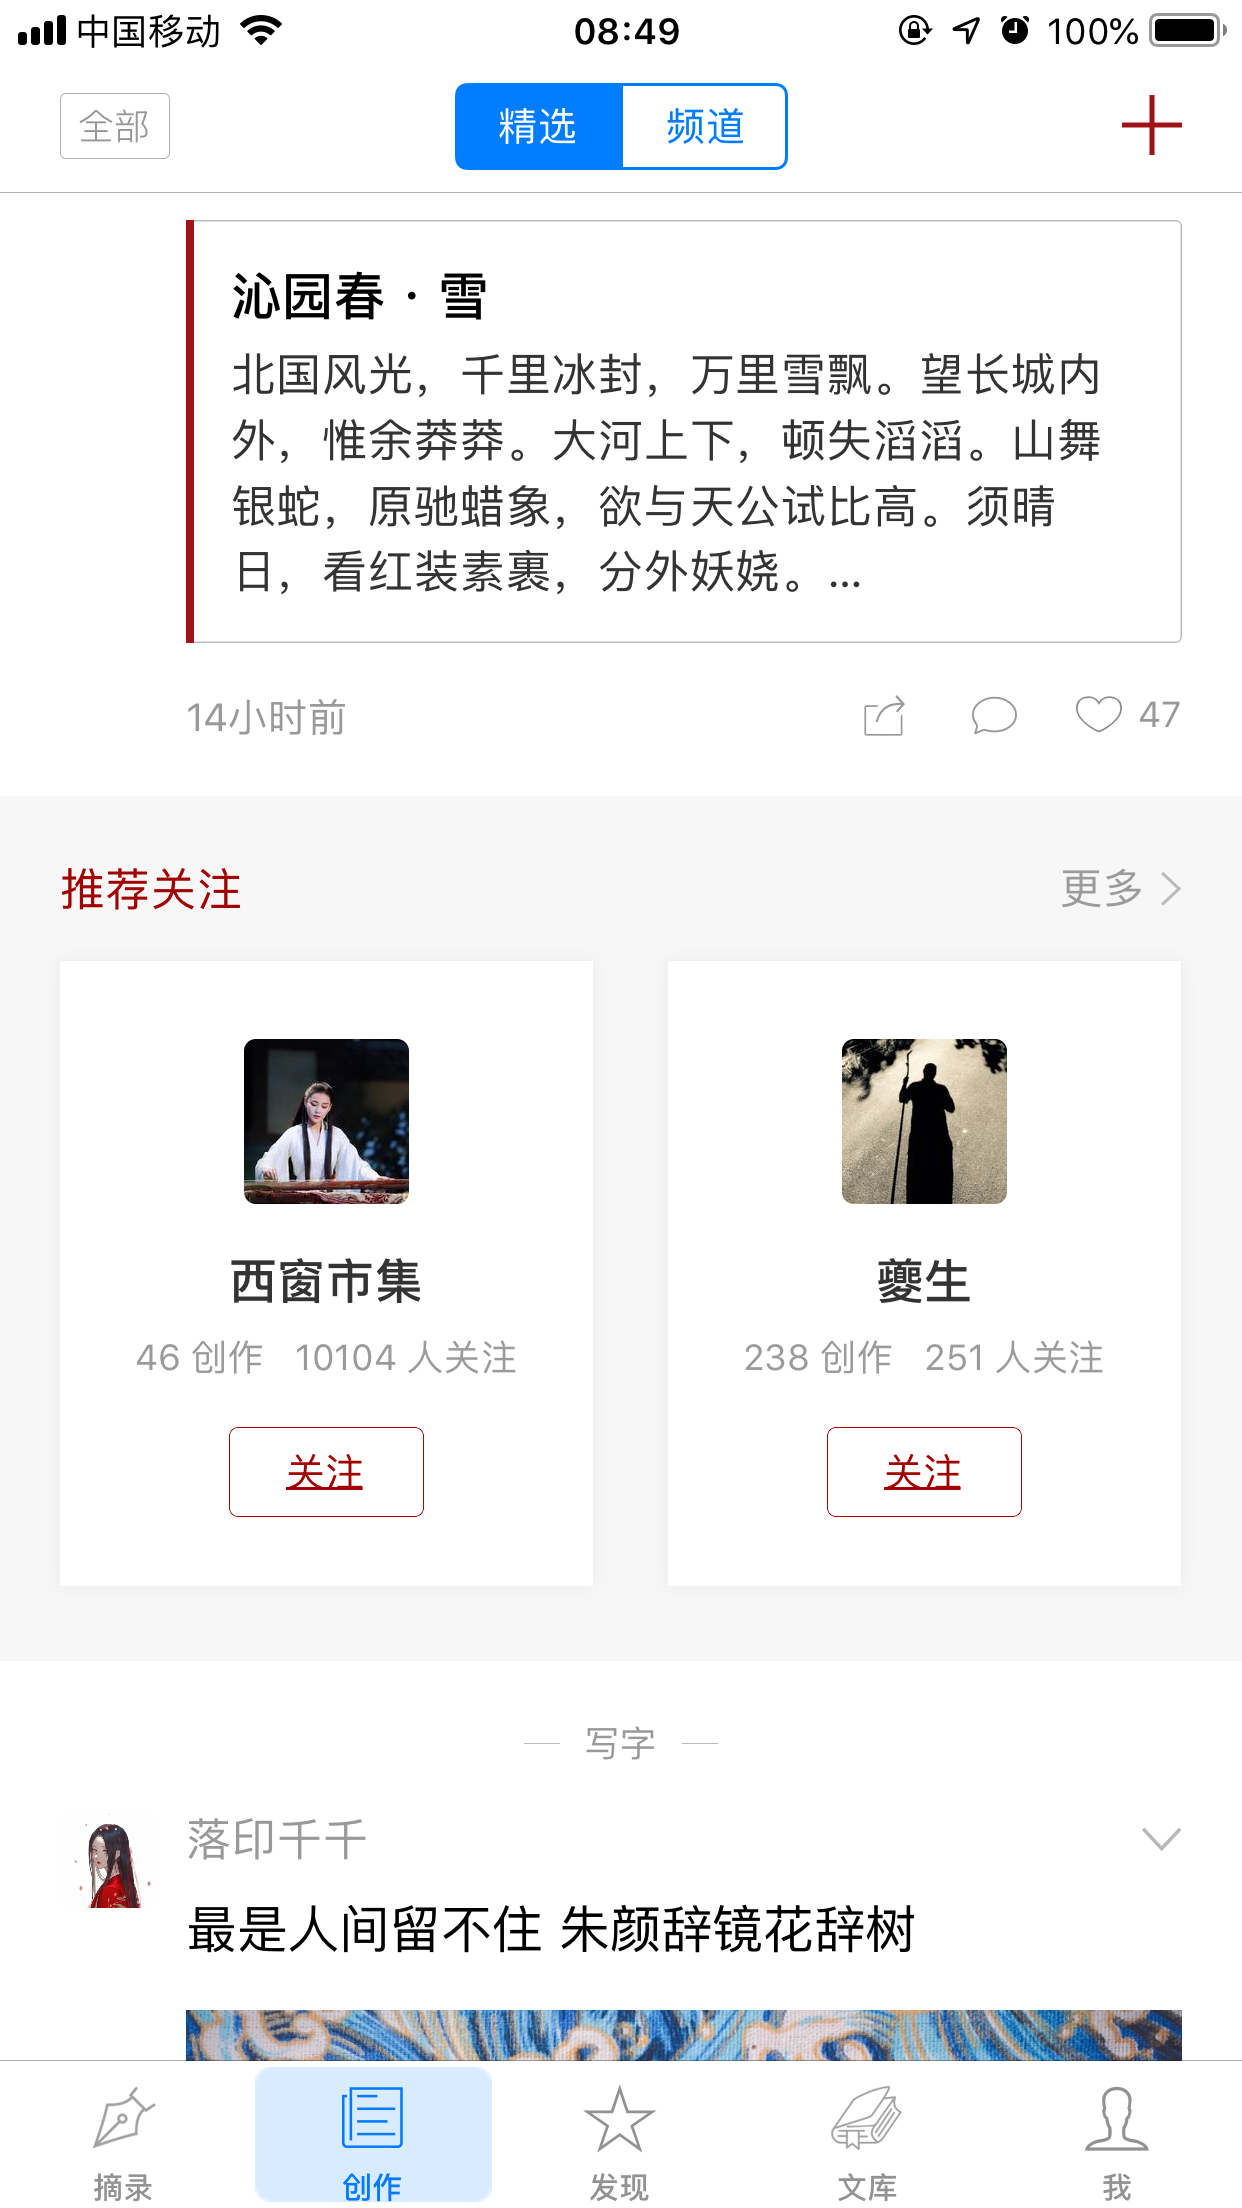 中国移动 08:49 100%
全部 精选 频道
沁园春 · 雪
北国风光，千里冰封，万里雪飘。望长城内
外，惟余莽莽。大河上下，顿失滔滔。山舞
银蛇，原驰蜡象，欲与天公试比高。须晴
日，看红装素裹，分外妖娆。...
14小时前 47
推荐关注 更多
西窗市集 夔生
46 创作 10104 人关注 238 创作 251 人关注
关注 关注
写字
落印千千
最是人间留不住 朱颜辞镜花辞树
摘录 创作 发现 文库 我